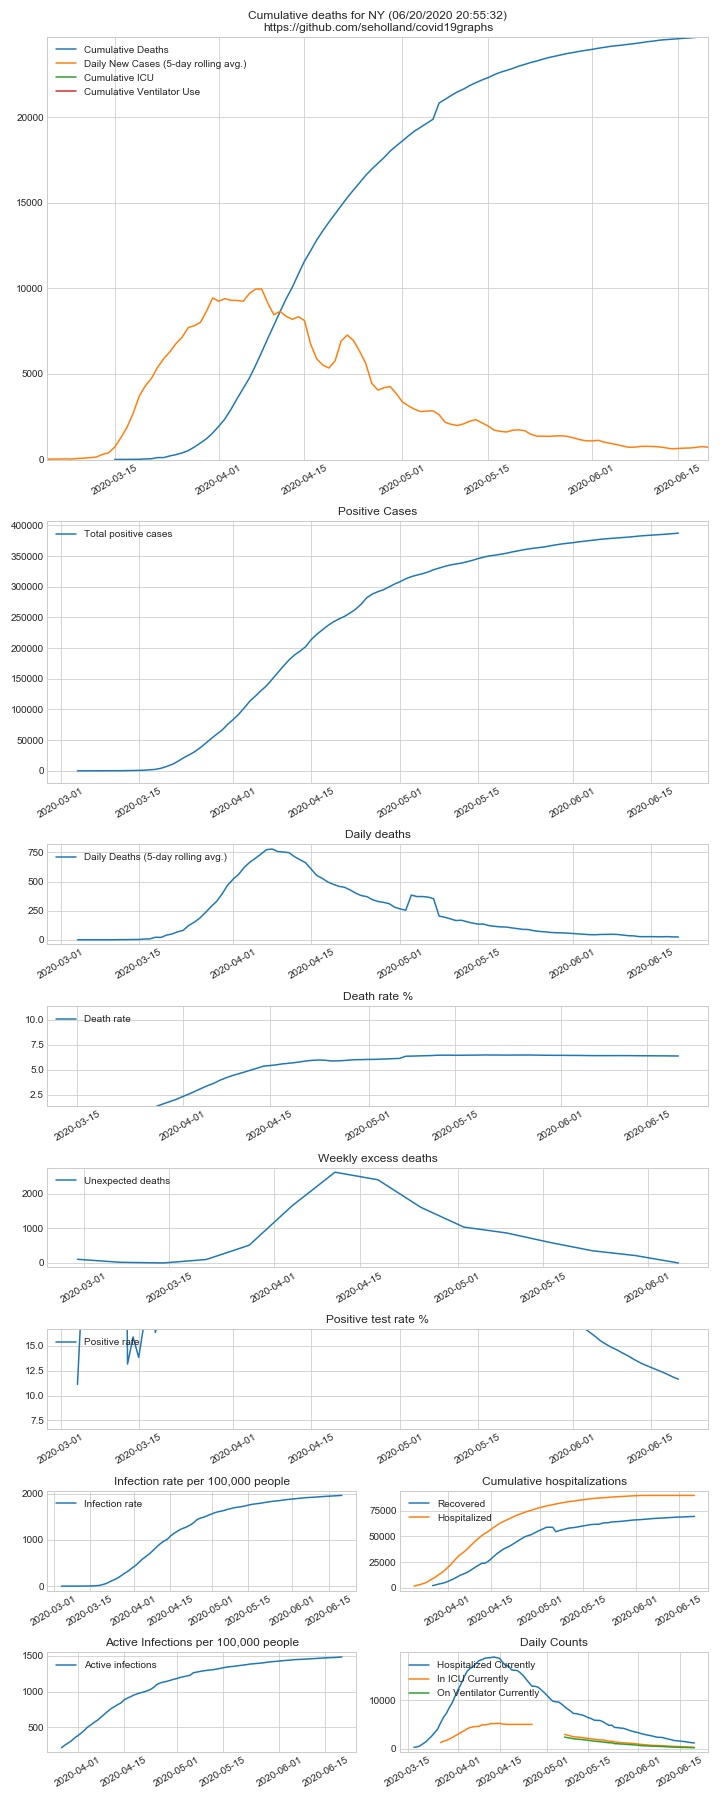 Cumulative deaths for NY (06/20/2020 20:55:32)
https://github.com/seholland/covid19graphs
Cumulative Deaths
Daily New Cases (5-day rolling avg.)
Cumulative ICU
Cumulative Ventilator Use
20000
15000
10000
5000
0
2020-03-15 2020-04-01 2020-04-15 2020-05-01 2020-05-15 2020-06-01 2020-06-15
Positive Cases
Total positive cases
400000
350000
300000
250000
200000
150000
100000
50000
0
2020-03-01 2020-03-15 2020-04-01 2020-04-15 2020-05-01 2020-05-15 2020-06-01 2020-06-15
Daily deaths
Daily Deaths (5-day rolling avg.)
750
500
250
0
2020-03-01 2020-03-15 2020-04-01 2020-04-15 2020-05-01 2020-05-15 2020-06-01 2020-06-15
Death rate %
Death rate
10.0
7.5
5.0
2.5
2020-03-15 2020-04-01 2020-04-15 2020-05-01 2020-05-15 2020-06-01 2020-06-15
Weekly excess deaths
Unexpected deaths
2000
1000
0
2020-03-01 2020-03-15 2020-04-01 2020-04-15 2020-05-01 2020-05-15 2020-06-01
Positive test rate %
Positive rate
15.0
12.5
10.0
7.5
2020-03-01 2020-03-15 2020-04-01 2020-04-15 2020-05-01 2020-05-15 2020-06-01 2020-06-15
Infection rate per 100,000 people
Infection rate
2000
1000
0
2020-03-01 2020-03-15 2020-04-01 2020-04-15 2020-05-01 2020-05-15 2020-06-01 2020-06-15
Cumulative hospitalizations
Recovered
Hospitalized
75000
50000
25000
0
2020-04-01 2020-04-15 2020-05-01 2020-05-15 2020-06-01 2020-06-15
Active Infections per 100,000 people
Active infections
1500
1000
500
2020-04-01 2020-04-15 2020-05-01 2020-05-15 2020-06-01 2020-06-15
Daily Counts
Hospitalized Currently
In ICU Currently
On Ventilator Currently
10000
0
2020-03-15 2020-04-01 2020-04-15 2020-05-01 2020-05-15 2020-06-01 2020-06-15